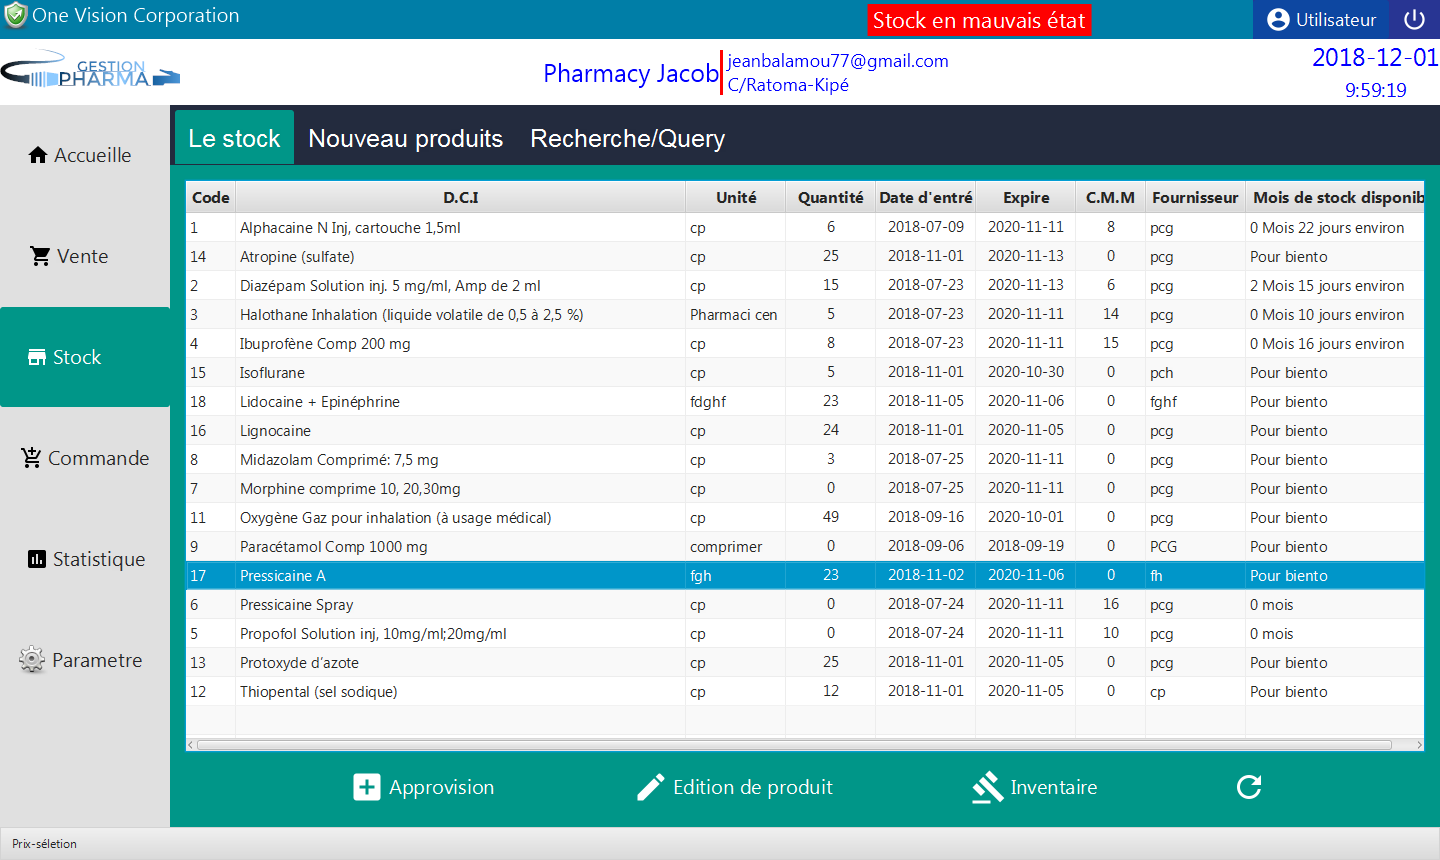 One Vision Corporation
Stock en mauvais état
Utilisateur
GESTION
PHARMA
Pharmacy Jacob
jeanbalamou77@gmail.com
C/Ratoma-Kipé
2018-12-01
9:59:19
Accueille
Vente
Stock
Commande
Statistique
Parametre
Le stock Nouveau produits Recherche/Query
Code D.C.I Unité Quantité Date d'entré Expire C.M.M Fournisseur Mois de stock disponib
1 Alphacaine N Inj, cartouche 1,5ml cp 6 2018-07-09 2020-11-11 8 pcg 0 Mois 22 jours environ
14 Atropine (sulfate) cp 25 2018-11-01 2020-11-13 0 pcg Pour biento
2 Diazépam Solution inj. 5 mg/ml, Amp de 2 ml cp 15 2018-07-23 2020-11-13 6 pcg 2 Mois 15 jours environ
3 Halothane Inhalation (liquide volatile de 0,5 à 2,5 %) Pharmaci cen 5 2018-07-23 2020-11-11 14 pcg 0 Mois 10 jours environ
4 Ibuprofène Comp 200 mg cp 8 2018-07-23 2020-11-11 15 pcg 0 Mois 16 jours environ
15 Isoflurane cp 5 2018-11-01 2020-10-30 0 pch Pour biento
18 Lidocaine + Epinéphrine fdghf 23 2018-11-05 2020-11-06 0 fghf Pour biento
16 Lignocaine cp 24 2018-11-01 2020-11-05 0 pcg Pour biento
8 Midazolam Comprimé: 7,5 mg cp 3 2018-07-25 2020-11-11 0 pcg Pour biento
7 Morphine comprime 10, 20,30mg cp 0 2018-07-25 2020-11-11 0 pcg Pour biento
11 Oxygène Gaz pour inhalation (à usage médical) cp 49 2018-09-16 2020-10-01 0 pcg Pour biento
9 Paracétamol Comp 1000 mg comprimer 0 2018-09-06 2018-09-19 0 PCG Pour biento
17 Pressicaine A fgh 23 2018-11-02 2020-11-06 0 fh Pour biento
6 Pressicaine Spray cp 0 2018-07-24 2020-11-11 16 pcg 0 mois
5 Propofol Solution inj, 10mg/ml;20mg/ml cp 0 2018-07-24 2020-11-11 10 pcg 0 mois
13 Protoxyde d’azote cp 25 2018-11-01 2020-11-05 0 pcg Pour biento
12 Thiopental (sel sodique) cp 12 2018-11-01 2020-11-05 0 cp Pour biento
Approvision Edition de produit Inventaire
Prix-séletion